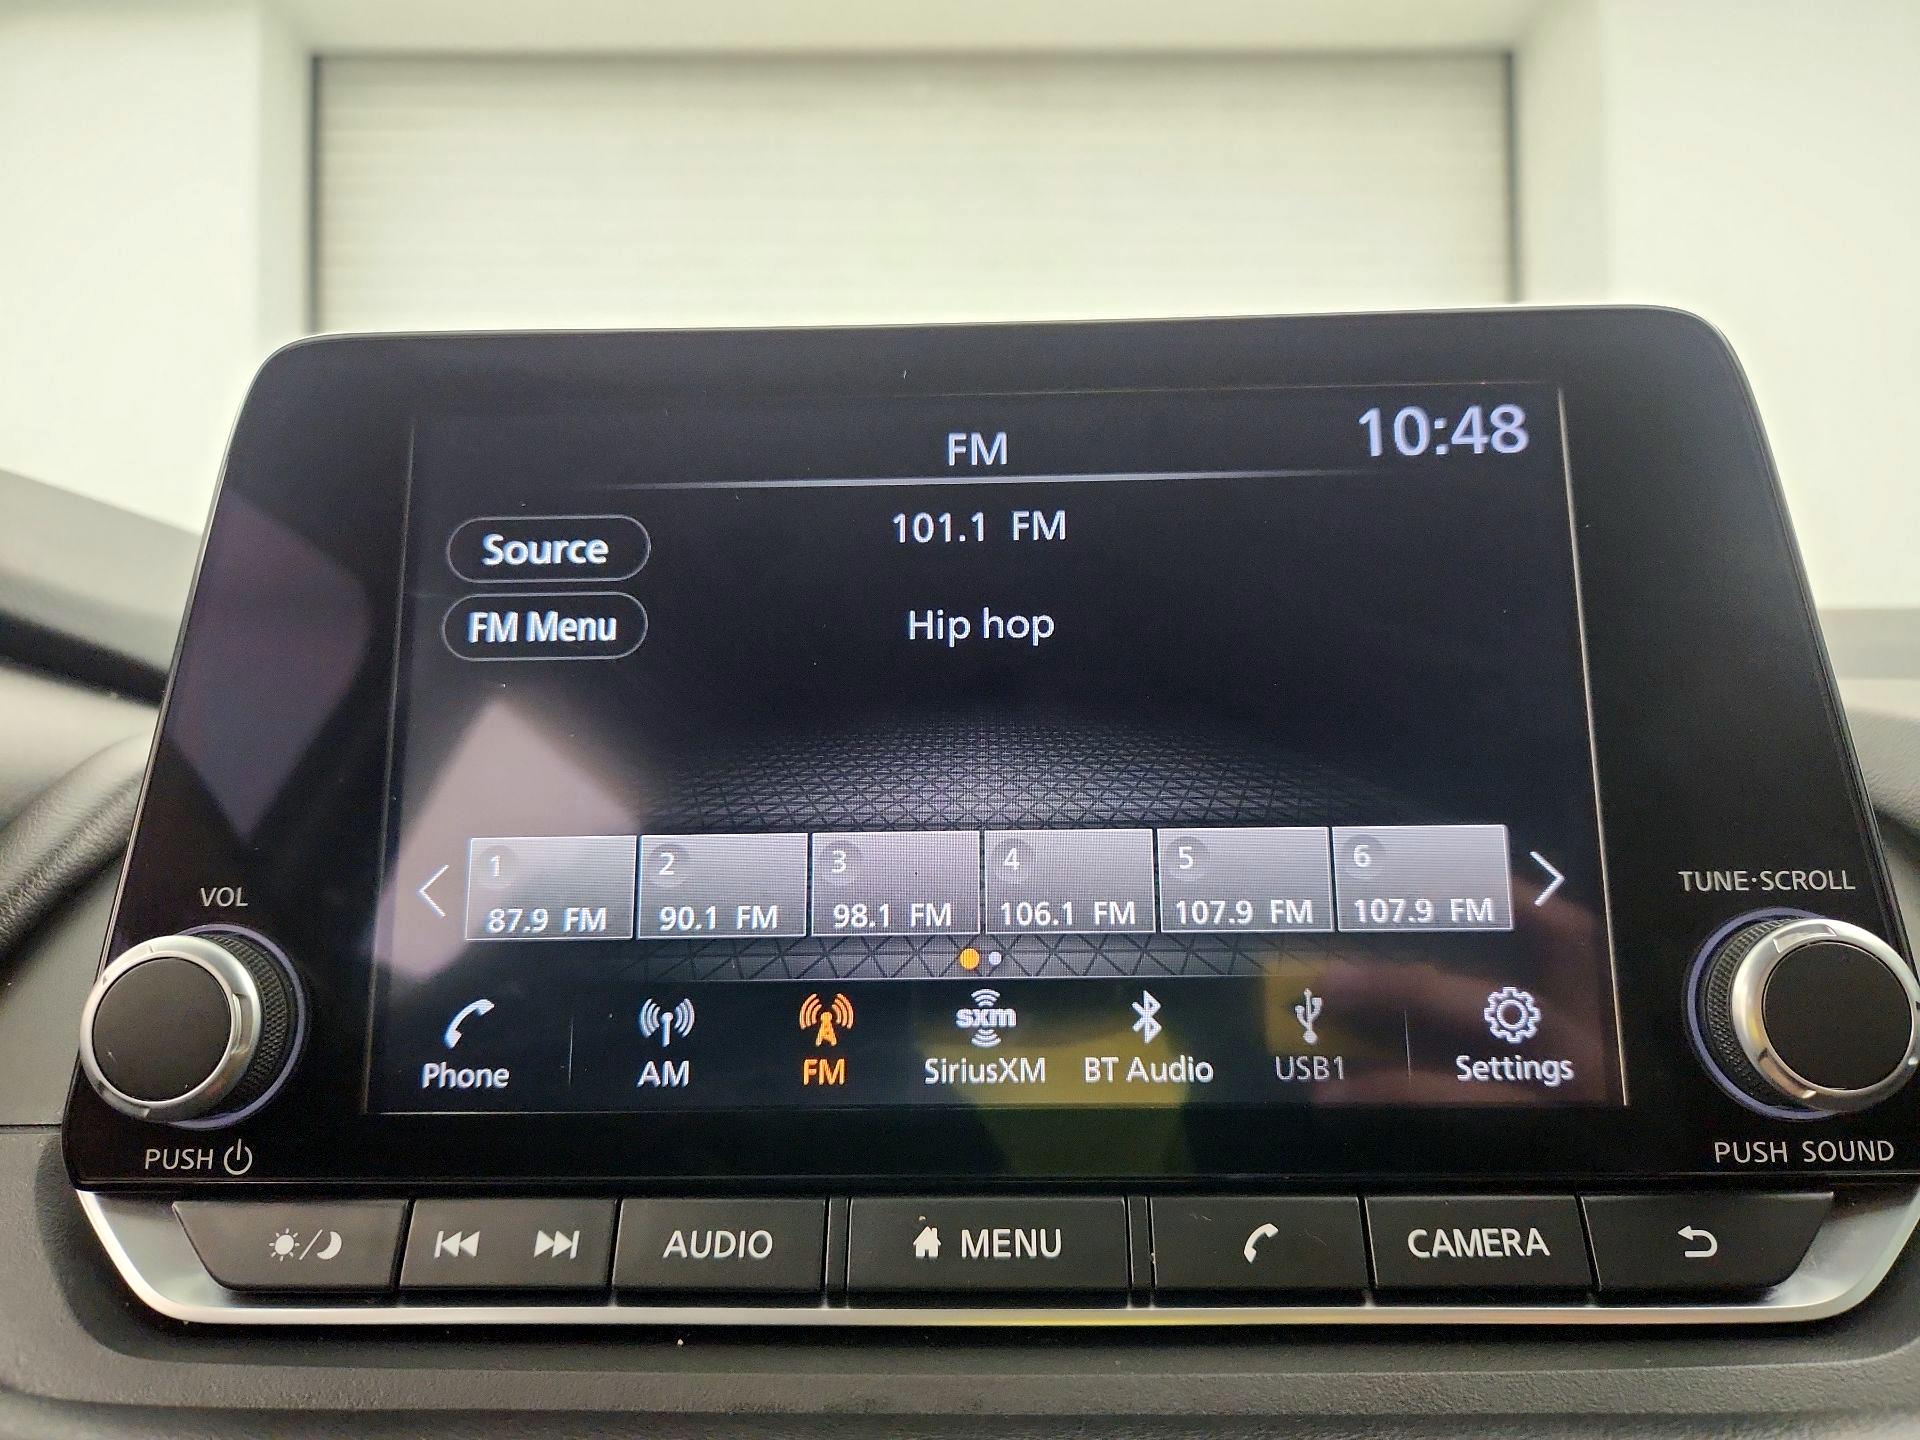 FM
10:48
101.1 FM
Source
FM Menu
Hip hop
1 2 3 4 5 6
87.9 FM 90.1 FM 98.1 FM 106.1 FM 107.9 FM 107.9 FM
VOL
TUNE·SCROLL
sxm
Phone AM FM SiriusXM BT Audio USB1 Settings
PUSH
PUSH SOUND
AUDIO MENU CAMERA